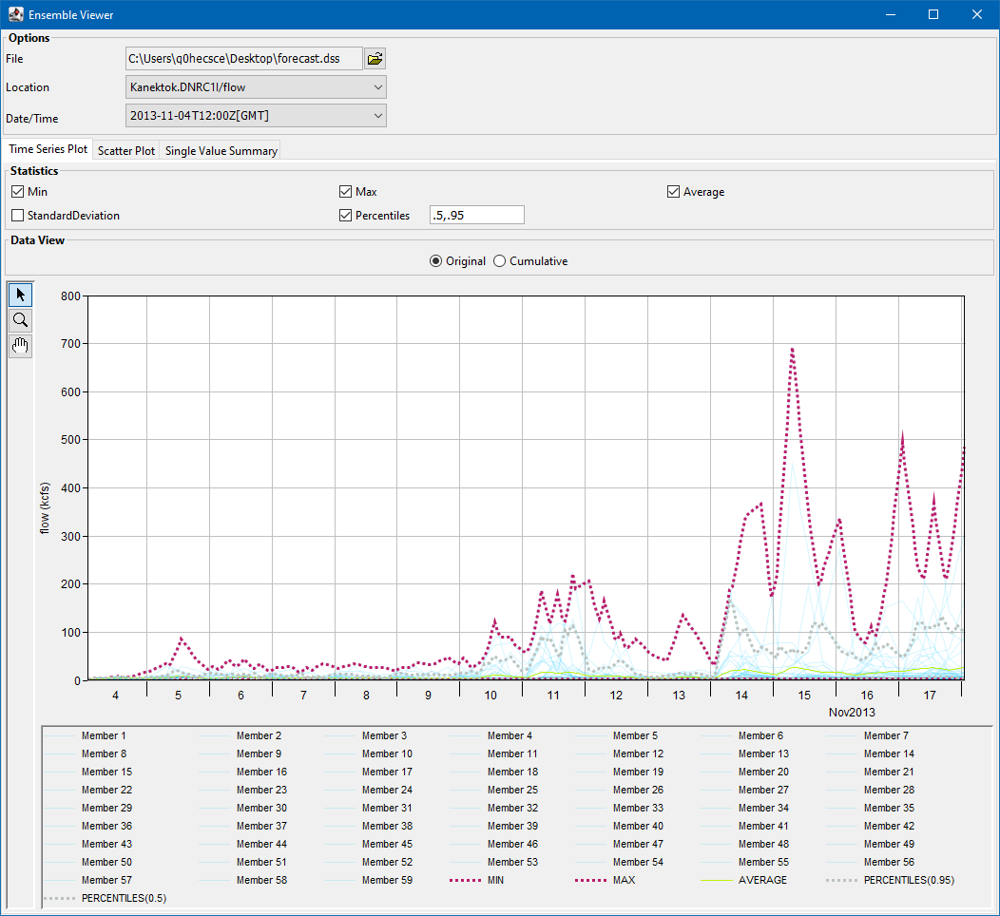 Ensemble Viewer
Options
File C:\Users\q0hecsce\Desktop\forecast.dss
Location Kanektok.DNRC1I/flow
Date/Time 2013-11-04T12:00Z[GMT]
Time Series Plot Scatter Plot Single Value Summary
Statistics
Min Max Average
StandardDeviation Percentiles .5,.95
Data View
Original Cumulative
800
700
600
500
400
300
200
100
0
flow (kcfs)
4 5 6 7 8 9 10 11 12 13 14 15 16 17
Nov2013
Member 1 Member 2 Member 3 Member 4 Member 5 Member 6 Member 7
Member 8 Member 9 Member 10 Member 11 Member 12 Member 13 Member 14
Member 15 Member 16 Member 17 Member 18 Member 19 Member 20 Member 21
Member 22 Member 23 Member 24 Member 25 Member 26 Member 27 Member 28
Member 29 Member 30 Member 31 Member 32 Member 33 Member 34 Member 35
Member 36 Member 37 Member 38 Member 39 Member 40 Member 41 Member 42
Member 43 Member 44 Member 45 Member 46 Member 47 Member 48 Member 49
Member 50 Member 51 Member 52 Member 53 Member 54 Member 55 Member 56
Member 57 Member 58 Member 59 MIN MAX AVERAGE PERCENTILES(0.95)
PERCENTILES(0.5)